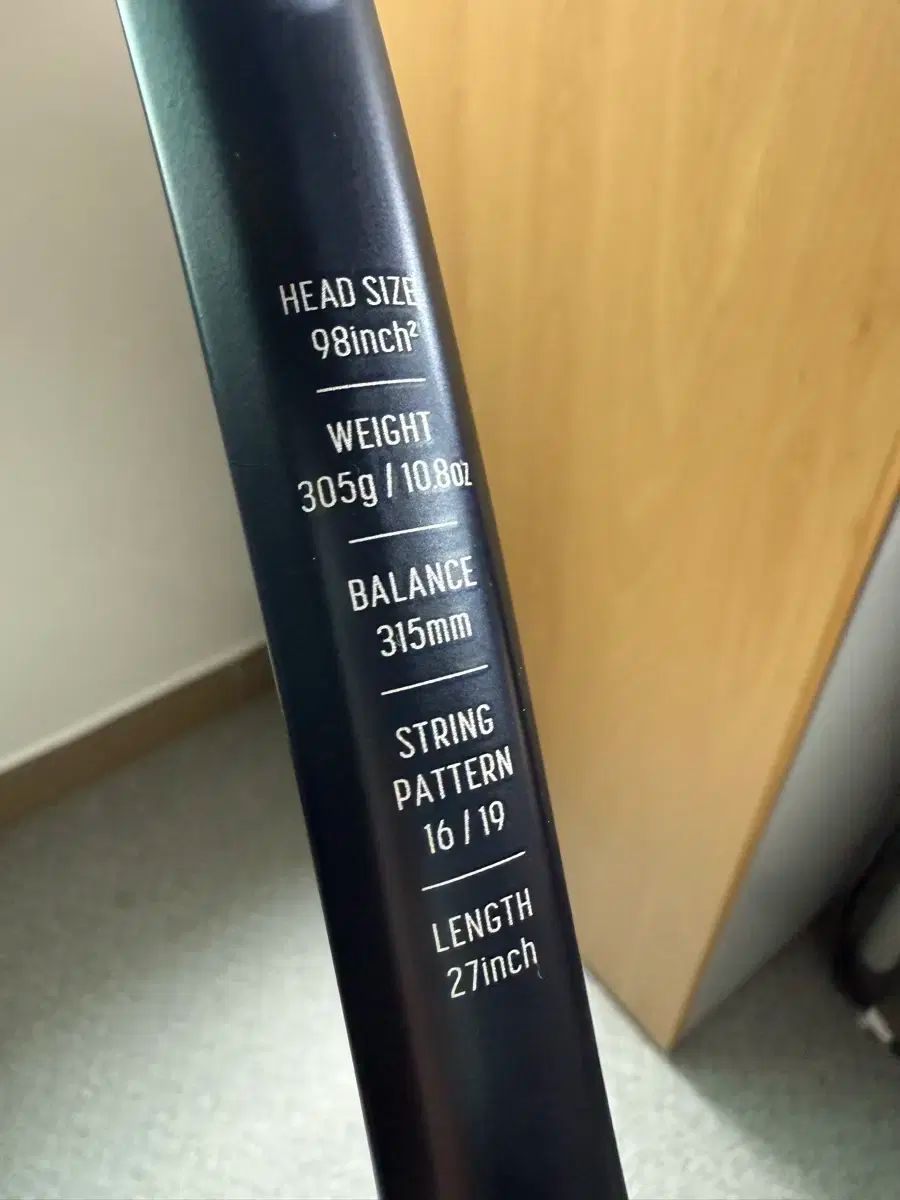 HEAD SIZE
98inch²
WEIGHT
305g / 10.8oz
BALANCE
315mm
STRING
PATTERN
16 / 19
LENGTH
27inch